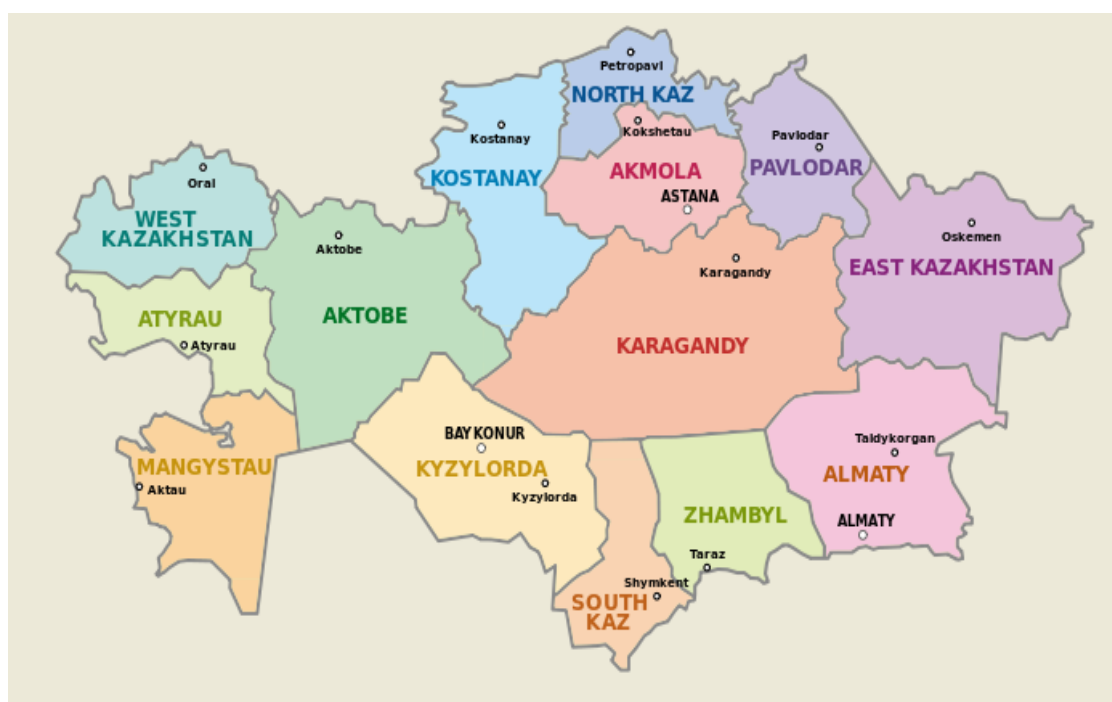 Petropavl
NORTH KAZ
Kostanay
Kokshetau
Pavlodar
KOSTANAY
AKMOLA
PAVLODAR
ASTANA
Oral
WEST
KAZAKHSTAN
Aktobe
Karagandy
Oskemen
EAST KAZAKHSTAN
ATYRAU
Atyrau
AKTOBE
KARAGANDY
MANGYSTAU
Aktau
BAYKONUR
KYZYLORDA
Kyzylorda
Taldykorgan
ALMATY
ALMATY
ZHAMBYL
Taraz
Shymkent
SOUTH
KAZ